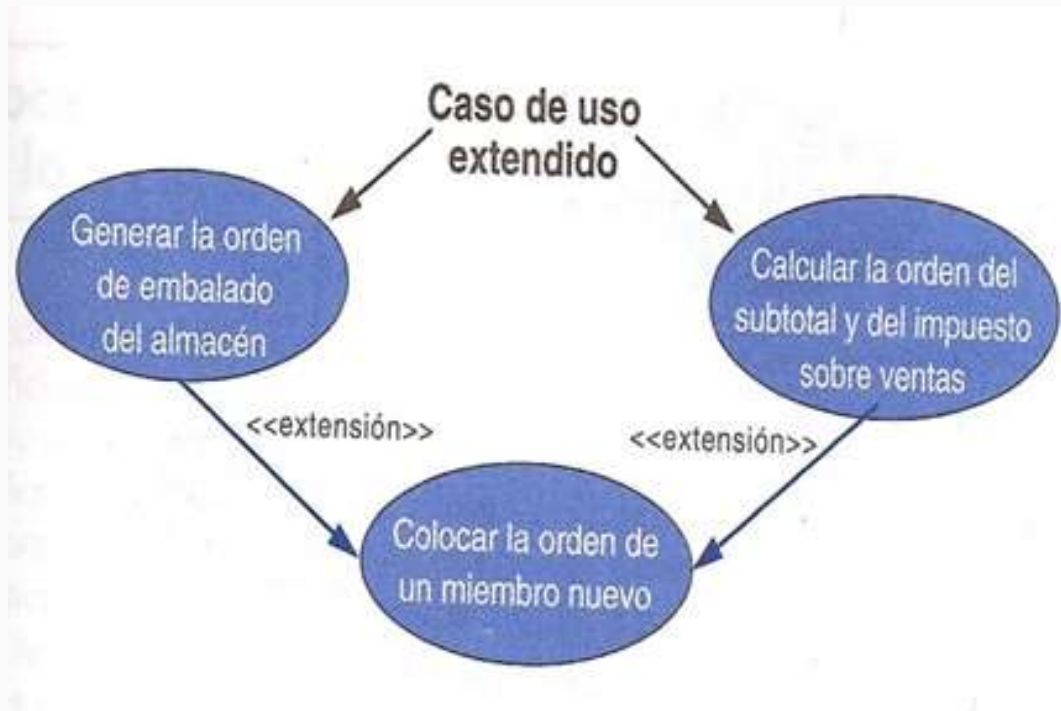 Caso de uso
extendido
Generar la orden
de embalado
del almacén
Calcular la orden del
subtotal y del impuesto
sobre ventas
<<extensión>>
<<extensión>>
Colocar la orden de
un miembro nuevo